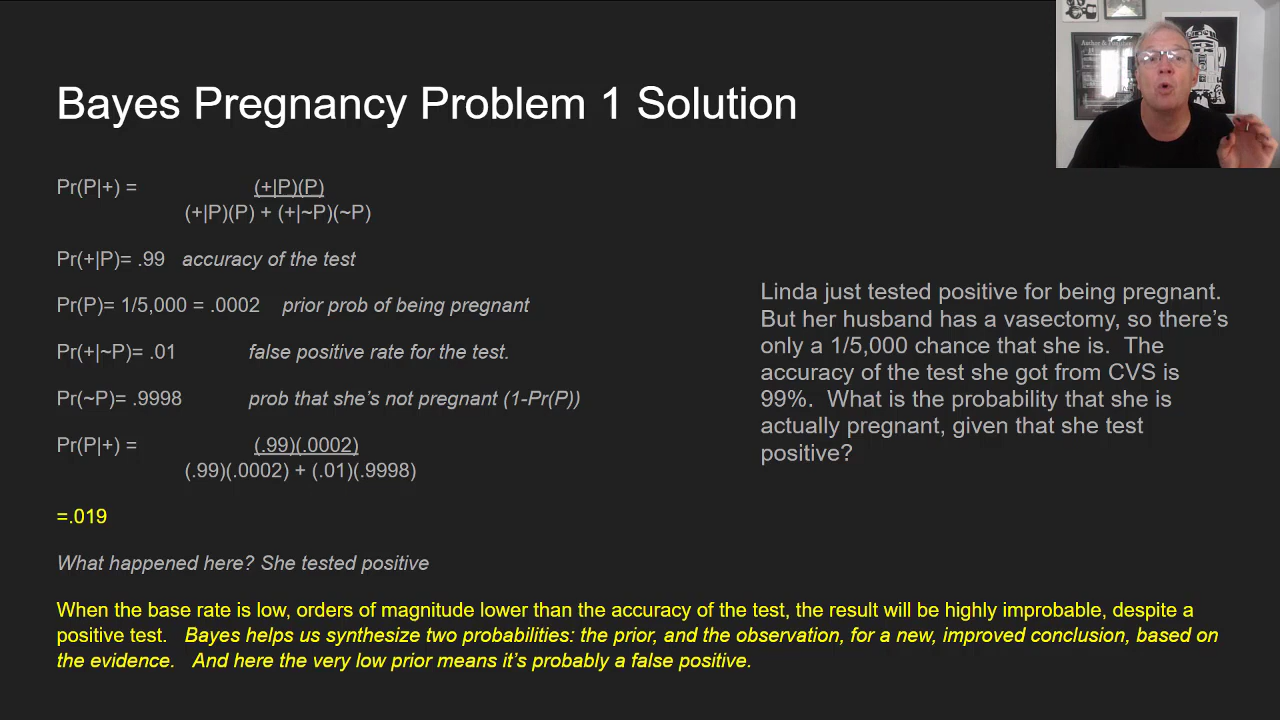 Bayes Pregnancy Problem 1 Solution
Pr(P|+) = (+|P)(P)
(+|P)(P) + (+|~P)(~P)
Pr(+|P)= .99 accuracy of the test
Pr(P)= 1/5,000 = .0002 prior prob of being pregnant
Pr(+|~P)= .01 false positive rate for the test.
Pr(~P)= .9998 prob that she's not pregnant (1-Pr(P))
Pr(P|+) = (.99)(.0002)
(.99)(.0002) + (.01)(.9998)
=.019
What happened here? She tested positive
When the base rate is low, orders of magnitude lower than the accuracy of the test, the result will be highly improbable, despite a
positive test. Bayes helps us synthesize two probabilities: the prior, and the observation, for a new, improved conclusion, based on
the evidence. And here the very low prior means it's probably a false positive.
Linda just tested positive for being pregnant.
But her husband has a vasectomy, so there's
only a 1/5,000 chance that she is. The
accuracy of the test she got from CVS is
99%. What is the probability that she is
actually pregnant, given that she test
positive?